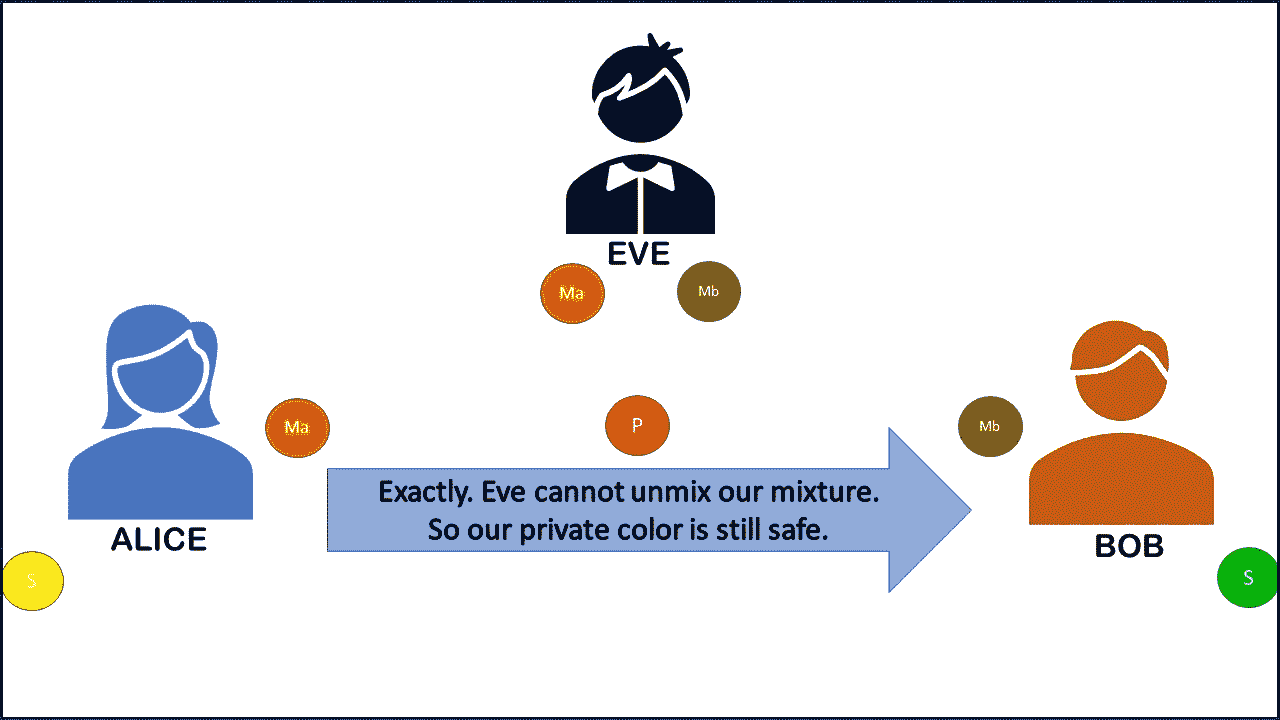 EVE
Ma
Mb
Ma
P
Mb
Exactly. Eve cannot unmix our mixture.
So our private color is still safe.
ALICE
BOB
S
S